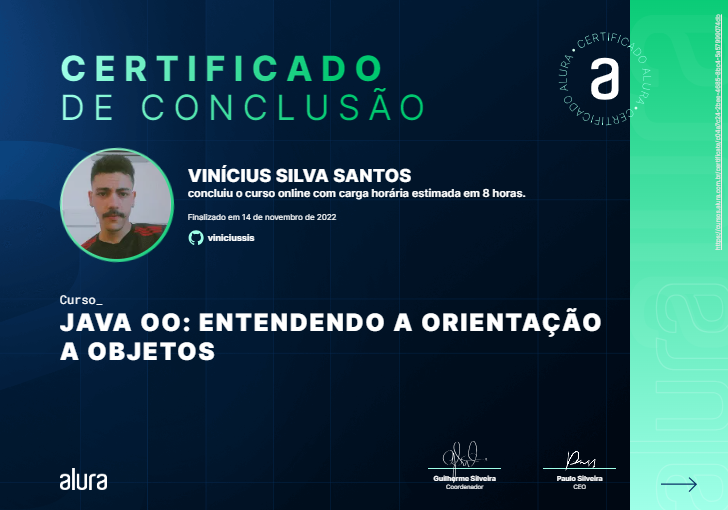 CERTIFICADO
DE CONCLUSÃO
CERTIFICADO ALURA • CERTIFICADO ALURA •
a
VINÍCIUS SILVA SANTOS
concluiu o curso online com carga horária estimada em 8 horas.
Finalizado em 14 de novembro de 2022
viniciussis
Curso_
JAVA OO: ENTENDENDO A ORIENTAÇÃO
A OBJETOS
alura
Guilherme Silveira
Coordenador
Paulo Silveira
CEO
alura